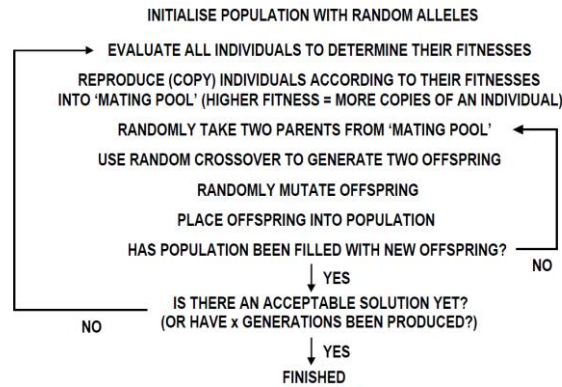 INITIALISE POPULATION WITH RANDOM ALLELES
EVALUATE ALL INDIVIDUALS TO DETERMINE THEIR FITNESSES
REPRODUCE (COPY) INDIVIDUALS ACCORDING TO THEIR FITNESSES
INTO ‘MATING POOL’ (HIGHER FITNESS = MORE COPIES OF AN INDIVIDUAL)
RANDOMLY TAKE TWO PARENTS FROM ‘MATING POOL’
USE RANDOM CROSSOVER TO GENERATE TWO OFFSPRING
RANDOMLY MUTATE OFFSPRING
PLACE OFFSPRING INTO POPULATION
HAS POPULATION BEEN FILLED WITH NEW OFFSPRING?
NO
YES
IS THERE AN ACCEPTABLE SOLUTION YET?
(OR HAVE x GENERATIONS BEEN PRODUCED?)
NO
YES
FINISHED